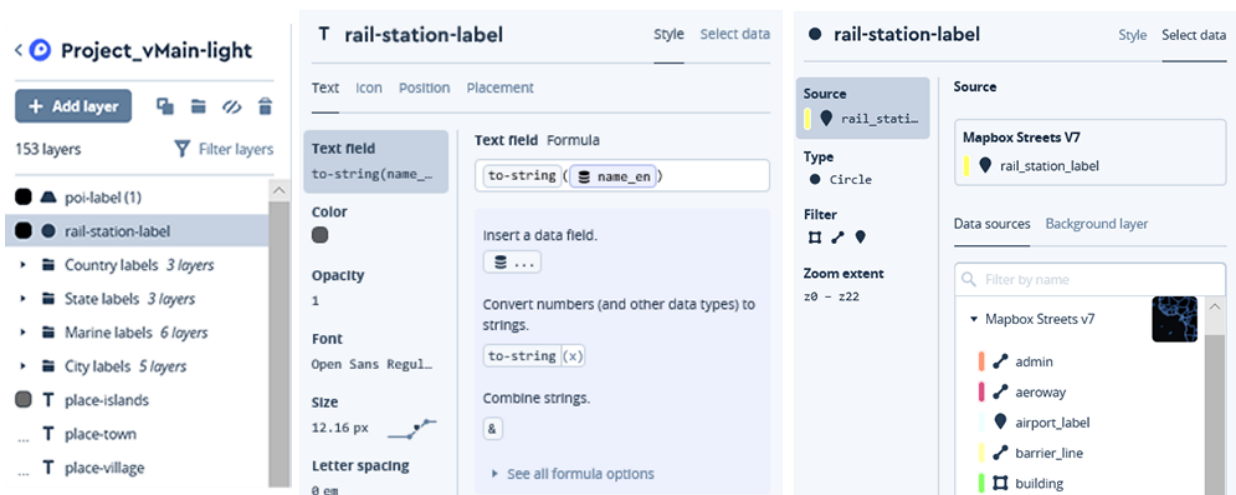 Project_vMain-light
+ Add layer
153 layers
Filter layers
poi-label (1)
rail-station-label
Country labels 3 layers
State labels 3 layers
Marine labels 6 layers
City labels 5 layers
T place-islands
... T place-town
... T place-village
T rail-station-label
Style Select data
Text Icon Position Placement
Text field
to-string(name_…
Color
Opacity
1
Font
Open Sans Regul…
Size
12.16 px
Letter spacing
0 em
Text field Formula
to-string ( name_en )
Insert a data field.
...
Convert numbers (and other data types) to
strings.
to-string (x)
Combine strings.
&
See all formula options
rail-station-label
Style Select data
Source
rail_stati…
Type
Circle
Filter
Zoom extent
z0 – z22
Source
Mapbox Streets V7
rail_station_label
Data sources Background layer
Filter by name
Mapbox Streets v7
admin
aeroway
airport_label
barrier_line
building